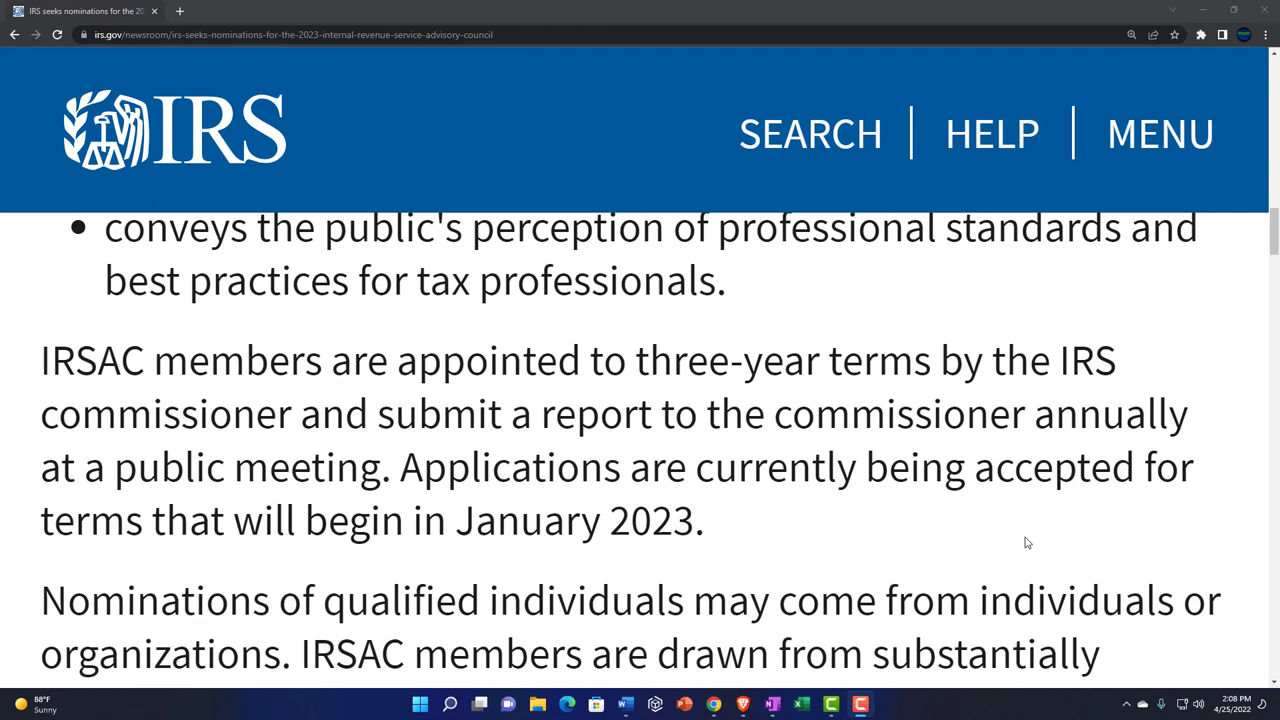 IRS seeks nominations for the 20
irs.gov/newsroom/irs-seeks-nominations-for-the-2023-internal-revenue-service-advisory-council
IRS
SEARCH
HELP
MENU
• conveys the public's perception of professional standards and
best practices for tax professionals.
IRSAC members are appointed to three-year terms by the IRS
commissioner and submit a report to the commissioner annually
at a public meeting. Applications are currently being accepted for
terms that will begin in January 2023.
Nominations of qualified individuals may come from individuals or
organizations. IRSAC members are drawn from substantially
88°F
Sunny
2:08 PM
4/25/2022